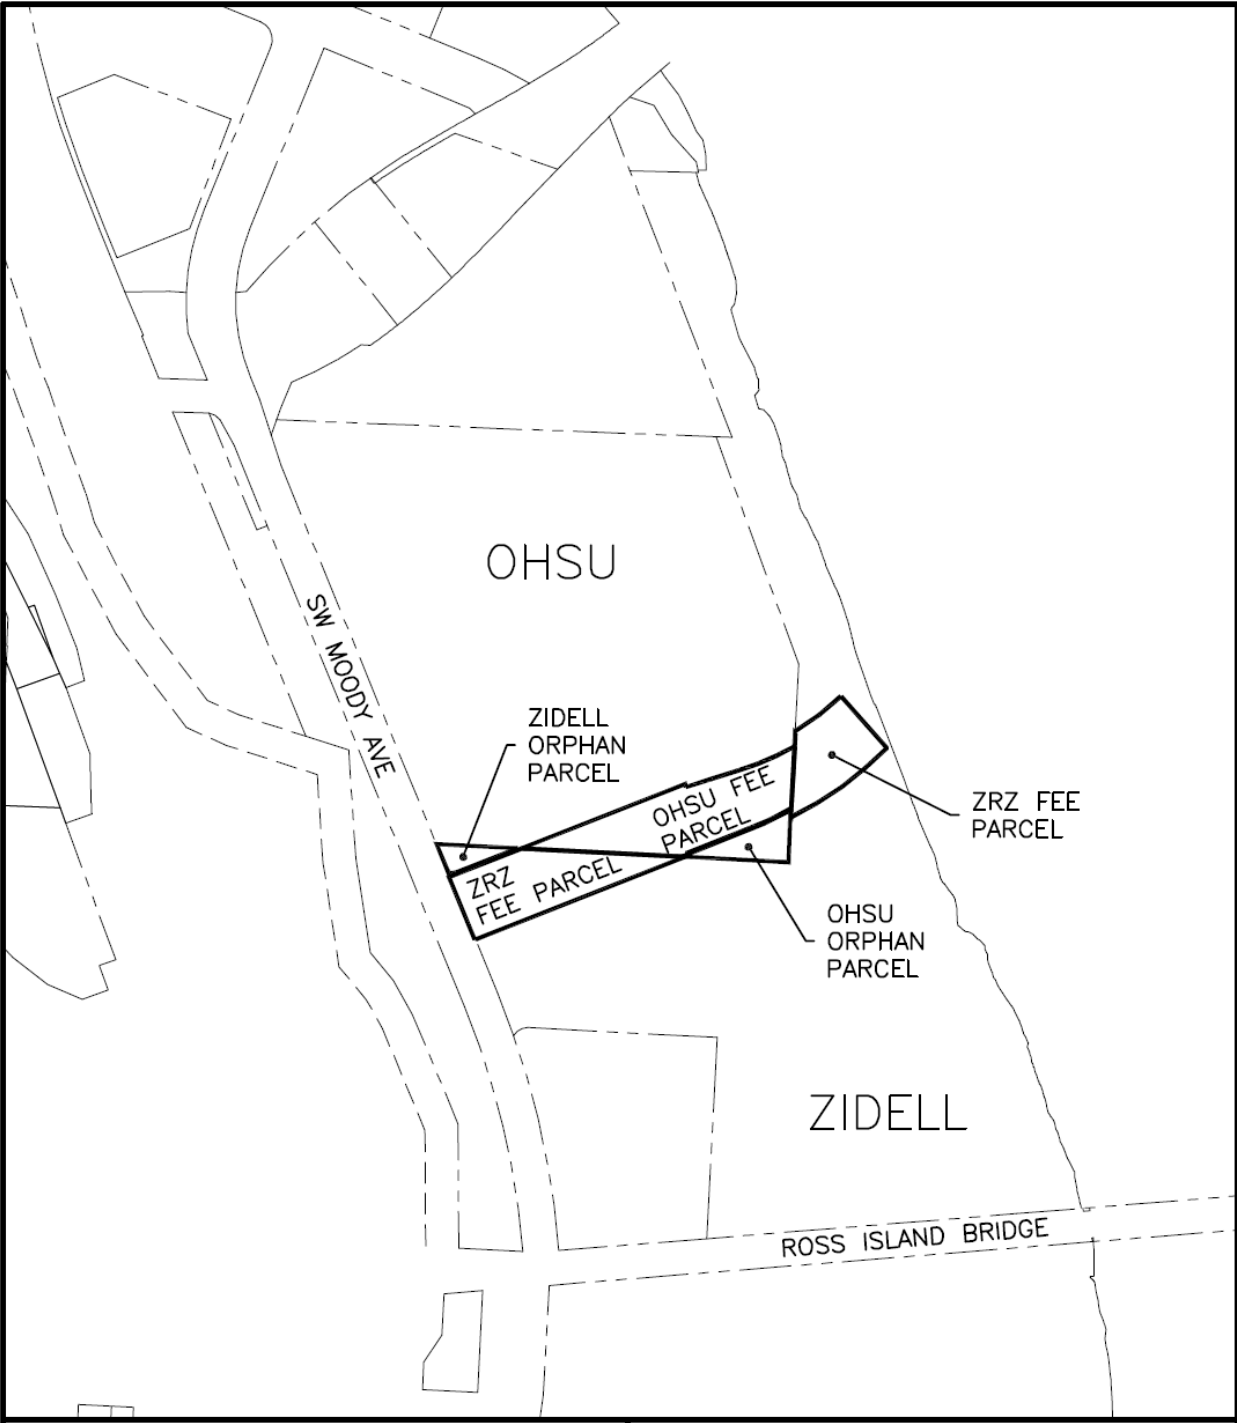 OHSU
SW MOODY AVE
ZIDELL
ORPHAN
PARCEL
OHSU FEE
PARCEL
ZRZ FEE
PARCEL
ZRZ
FEE PARCEL
OHSU
ORPHAN
PARCEL
ZIDELL
ROSS ISLAND BRIDGE